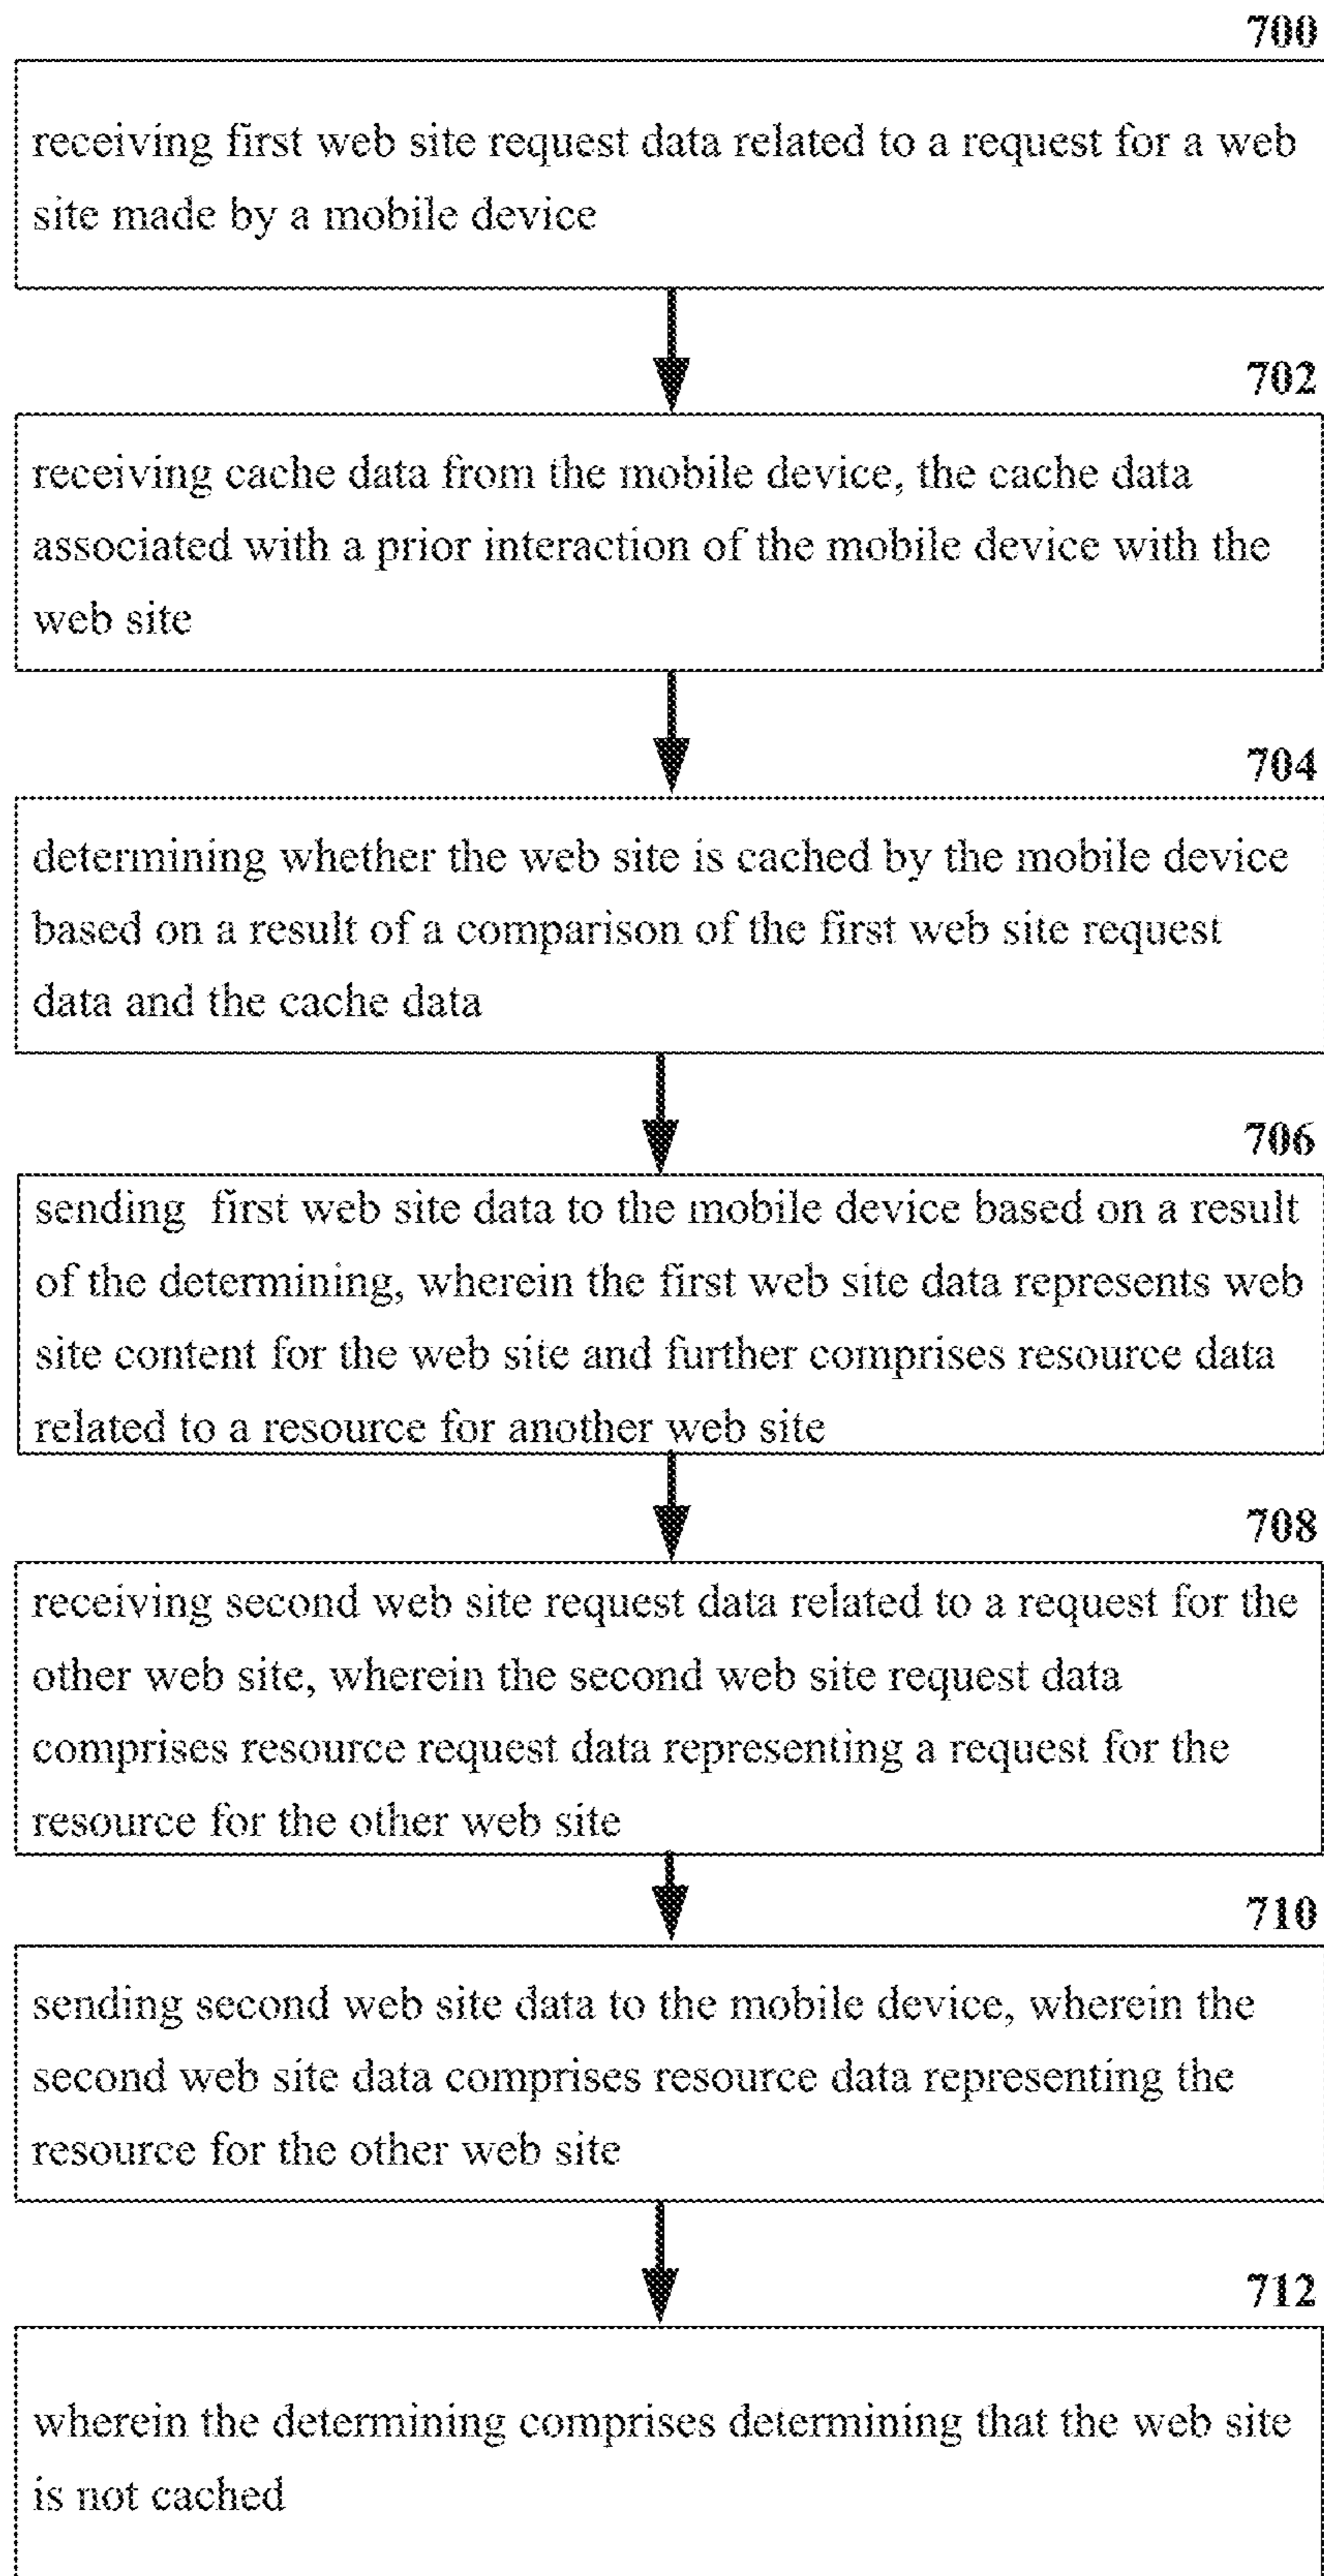 700
receiving first web site request data related to a request for a web
site made by a mobile device
702
receiving cache data from the mobile device, the cache data
associated with a prior interaction of the mobile device with the
web site
704
determining whether the web site is cached by the mobile device
based on a result of a comparison of the first web site request
data and the cache data
706
sending first web site data to the mobile device based on a result
of the determining, wherein the first web site data represents web
site content for the web site and further comprises resource data
related to a resource for another web site
708
receiving second web site request data related to a request for the
other web site, wherein the second web site request data
comprises resource request data representing a request for the
resource for the other web site
710
sending second web site data to the mobile device, wherein the
second web site data comprises resource data representing the
resource for the other web site
712
wherein the determining comprises determining that the web site
is not cached